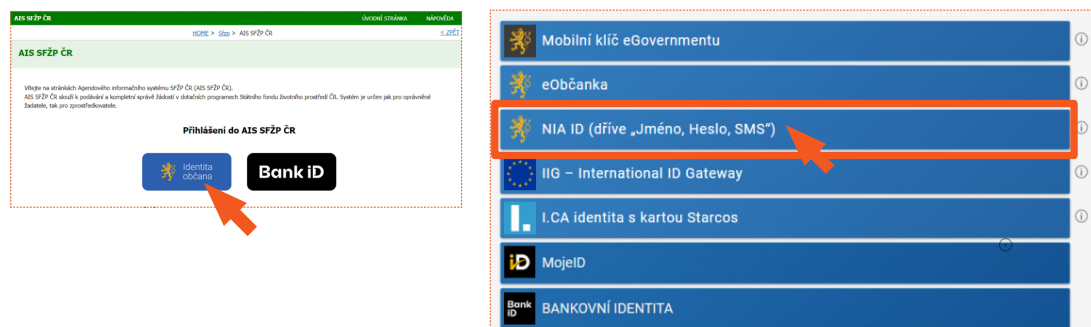 AIS SFŽP ČR
ÚVODNÍ STRÁNKA NÁPOVĚDA
HOME > Sfzp > AIS SFŽP ČR
< ZPĚT
AIS SFŽP ČR
Vítejte na stránkách Agendového informačního systému SFŽP ČR (AIS SFŽP ČR).
AIS SFŽP ČR slouží k podávání a kompletní správě žádostí v dotačních programech Státního fondu životního prostředí ČR. Systém je určen jak pro oprávněné
žadatele, tak pro zprostředkovatele.
Přihlášení do AIS SFŽP ČR
Identita
občana
Bank iD
Mobilní klíč eGovernmentu
eObčanka
NIA ID (dříve „Jméno, Heslo, SMS“)
IIG – International ID Gateway
I.
I.CA identita s kartou Starcos
iD
MojeID
Bank
iD
BANKOVNÍ IDENTITA